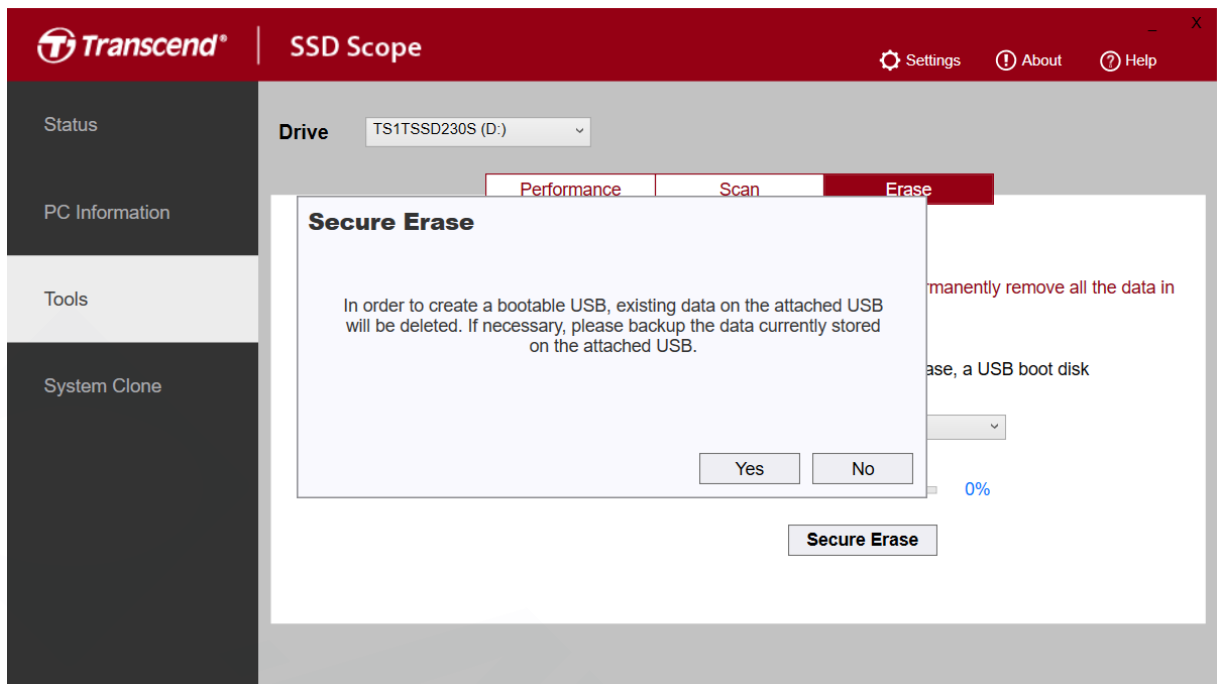 Transcend®
SSD Scope
_ X
Settings
About
Help
Status
PC Information
Tools
System Clone
Drive
TS1TSSD230S (D:)
Performance
Scan
Erase
Secure Erase
In order to create a bootable USB, existing data on the attached USB
will be deleted. If necessary, please backup the data currently stored
on the attached USB.
Yes
No
all the data in
a USB boot disk
0%
Secure Erase